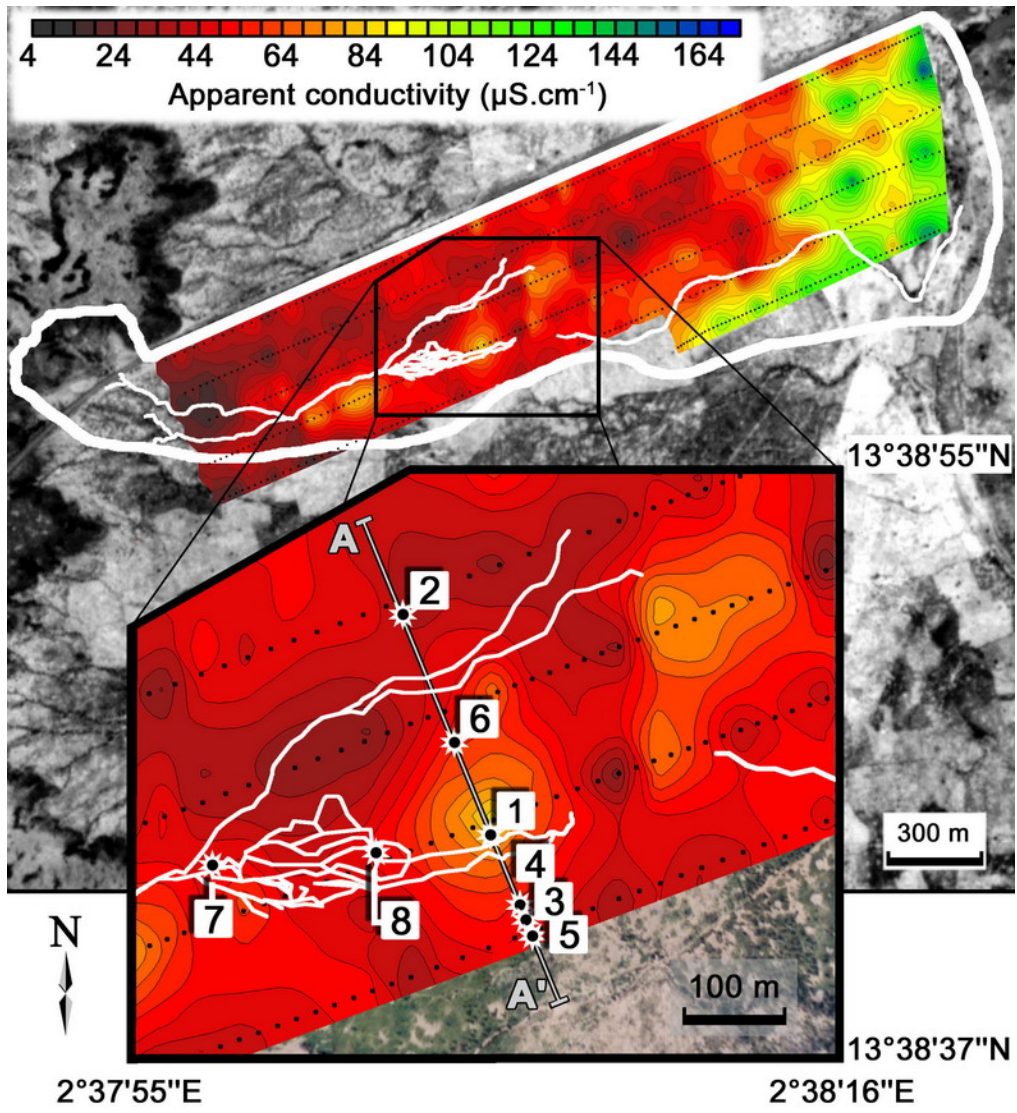 4 24 44 64 84 104 124 144 164
Apparent conductivity (µS.cm⁻¹)
13°38'55"N
A
2
6
1
4
3
5
7
8
A'
300 m
100 m
N
13°38'37"N
2°37'55"E
2°38'16"E